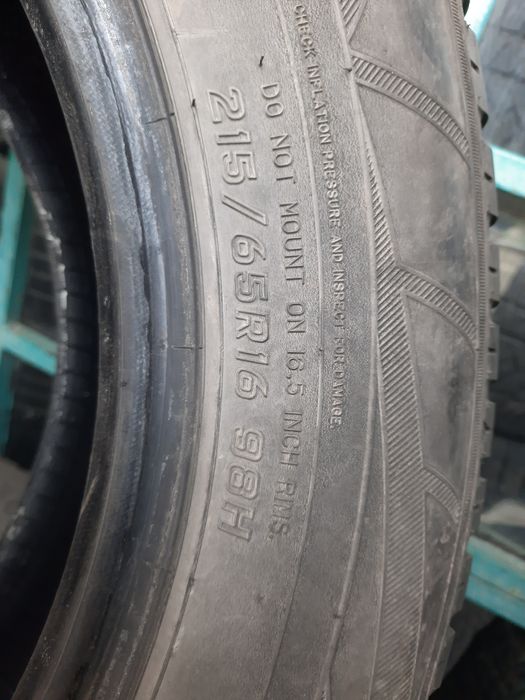 CHECK INFLATION PRESSURE AND INSPECT FOR DAMAGE.
DO NOT MOUNT ON 16.5 INCH RIMS.
215/65R16 98H